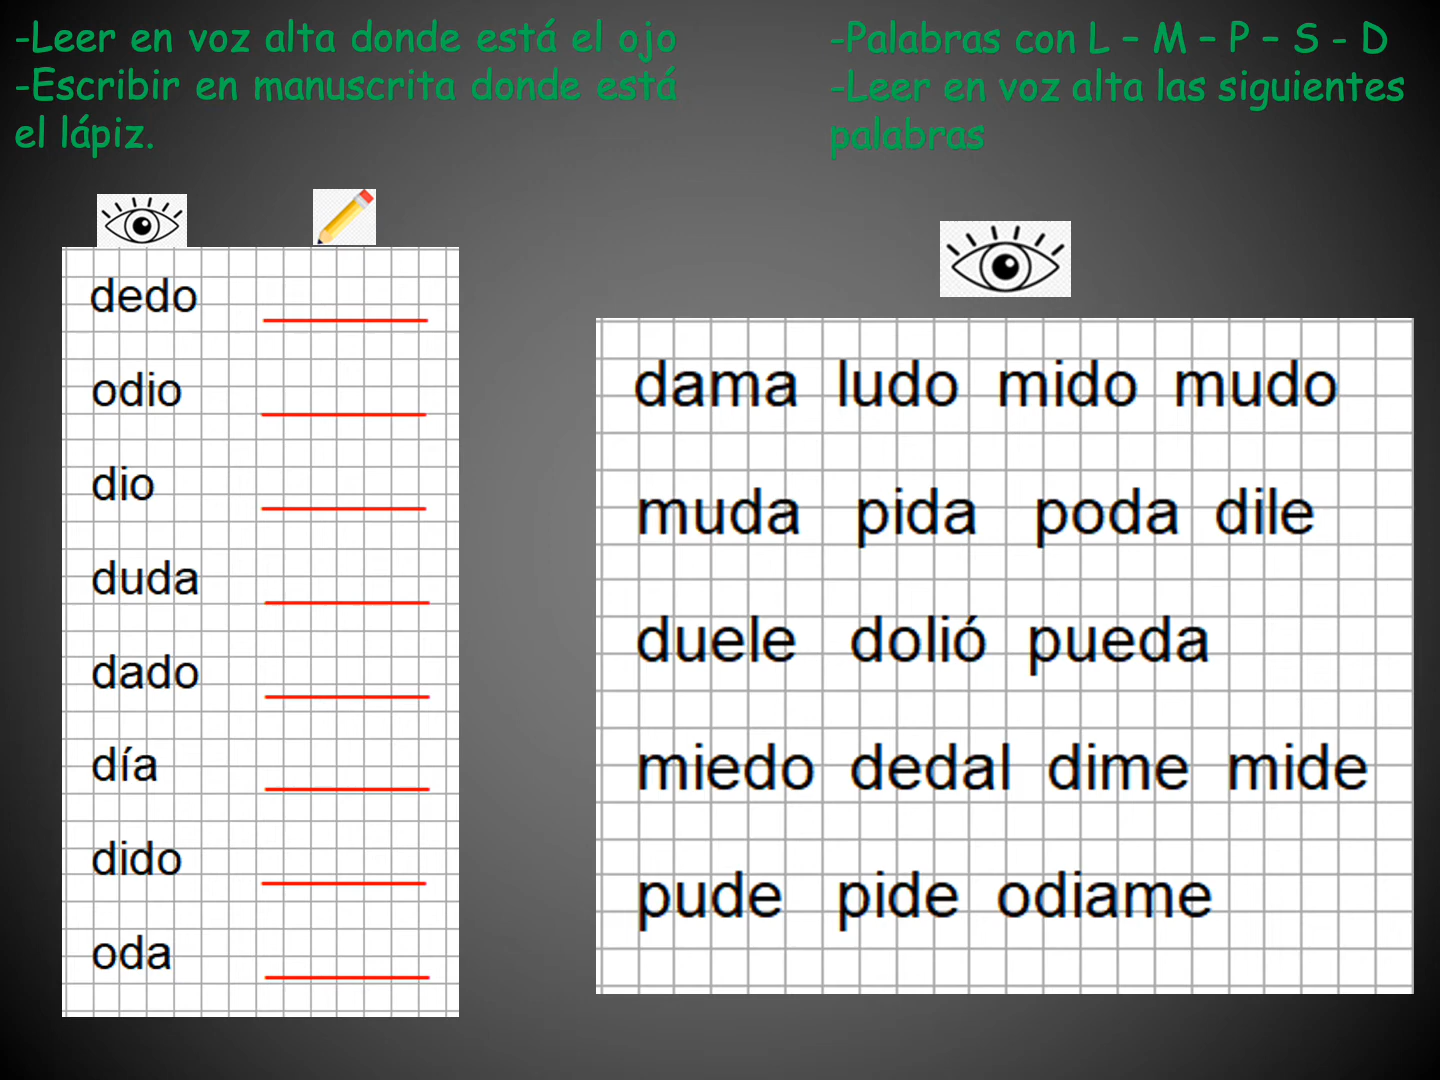 -Leer en voz alta donde está el ojo
-Escribir en manuscrita donde está
el lápiz.
dedo
odio
dio
duda
dado
día
dido
oda
-Palabras con L – M – P – S - D
-Leer en voz alta las siguientes
palabras
dama ludo mido mudo
muda pida poda dile
duele dolió pueda
miedo dedal dime mide
pude pide odiame